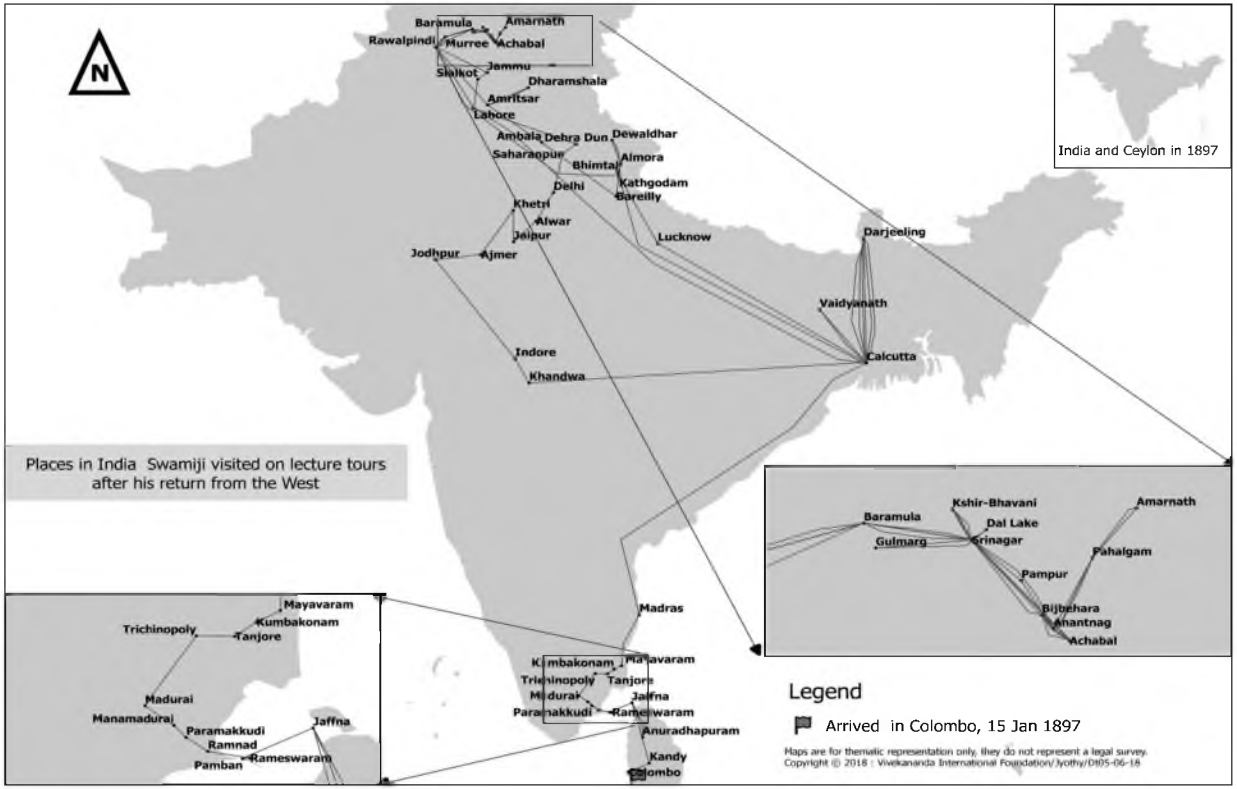 N
Baramula
Amarnath
Rawalpindi
Murree
Achabal
Sialkot
Jammu
Dharamshala
Amritsar
Lahore
Ambala
Dehra Dun
Dewaldhar
Saharanpur
Bhimtal
Almora
Kathgodam
Delhi
Bareilly
Khetri
Alwar
Jaipur
Lucknow
Jodhpur
Ajmer
Darjeeling
Vaidyanath
Calcutta
Indore
Khandwa
India and Ceylon in 1897
Places in India Swamiji visited on lecture tours
after his return from the West
Kshir-Bhavani
Amarnath
Baramula
Dal Lake
Gulmarg
Srinagar
Pahalgam
Pampur
Bijbehara
Anantnag
Achabal
Madras
Kumbakonam
Mayavaram
Trichinopoly
Tanjore
Madurai
Jaffna
Paramakkudi
Rameswaram
Anuradhapuram
Kandy
Colombo
Mayavaram
Kumbakonam
Trichinopoly
Tanjore
Madurai
Manamadurai
Paramakkudi
Jaffna
Ramnad
Rameswaram
Pamban
Legend
Arrived in Colombo, 15 Jan 1897
Maps are for thematic representation only, they do not represent a legal survey.
Copyright © 2018 : Vivekananda International Foundation/Jyothy/Dt05-06-18